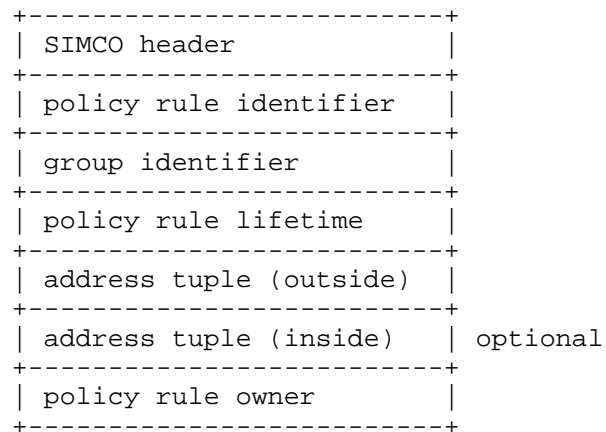 +--------------------------+
| SIMCO header             |
+--------------------------+
| policy rule identifier   |
+--------------------------+
| group identifier         |
+--------------------------+
| policy rule lifetime     |
+--------------------------+
| address tuple (outside)  |
+--------------------------+
| address tuple (inside)   | optional
+--------------------------+
| policy rule owner        |
+--------------------------+